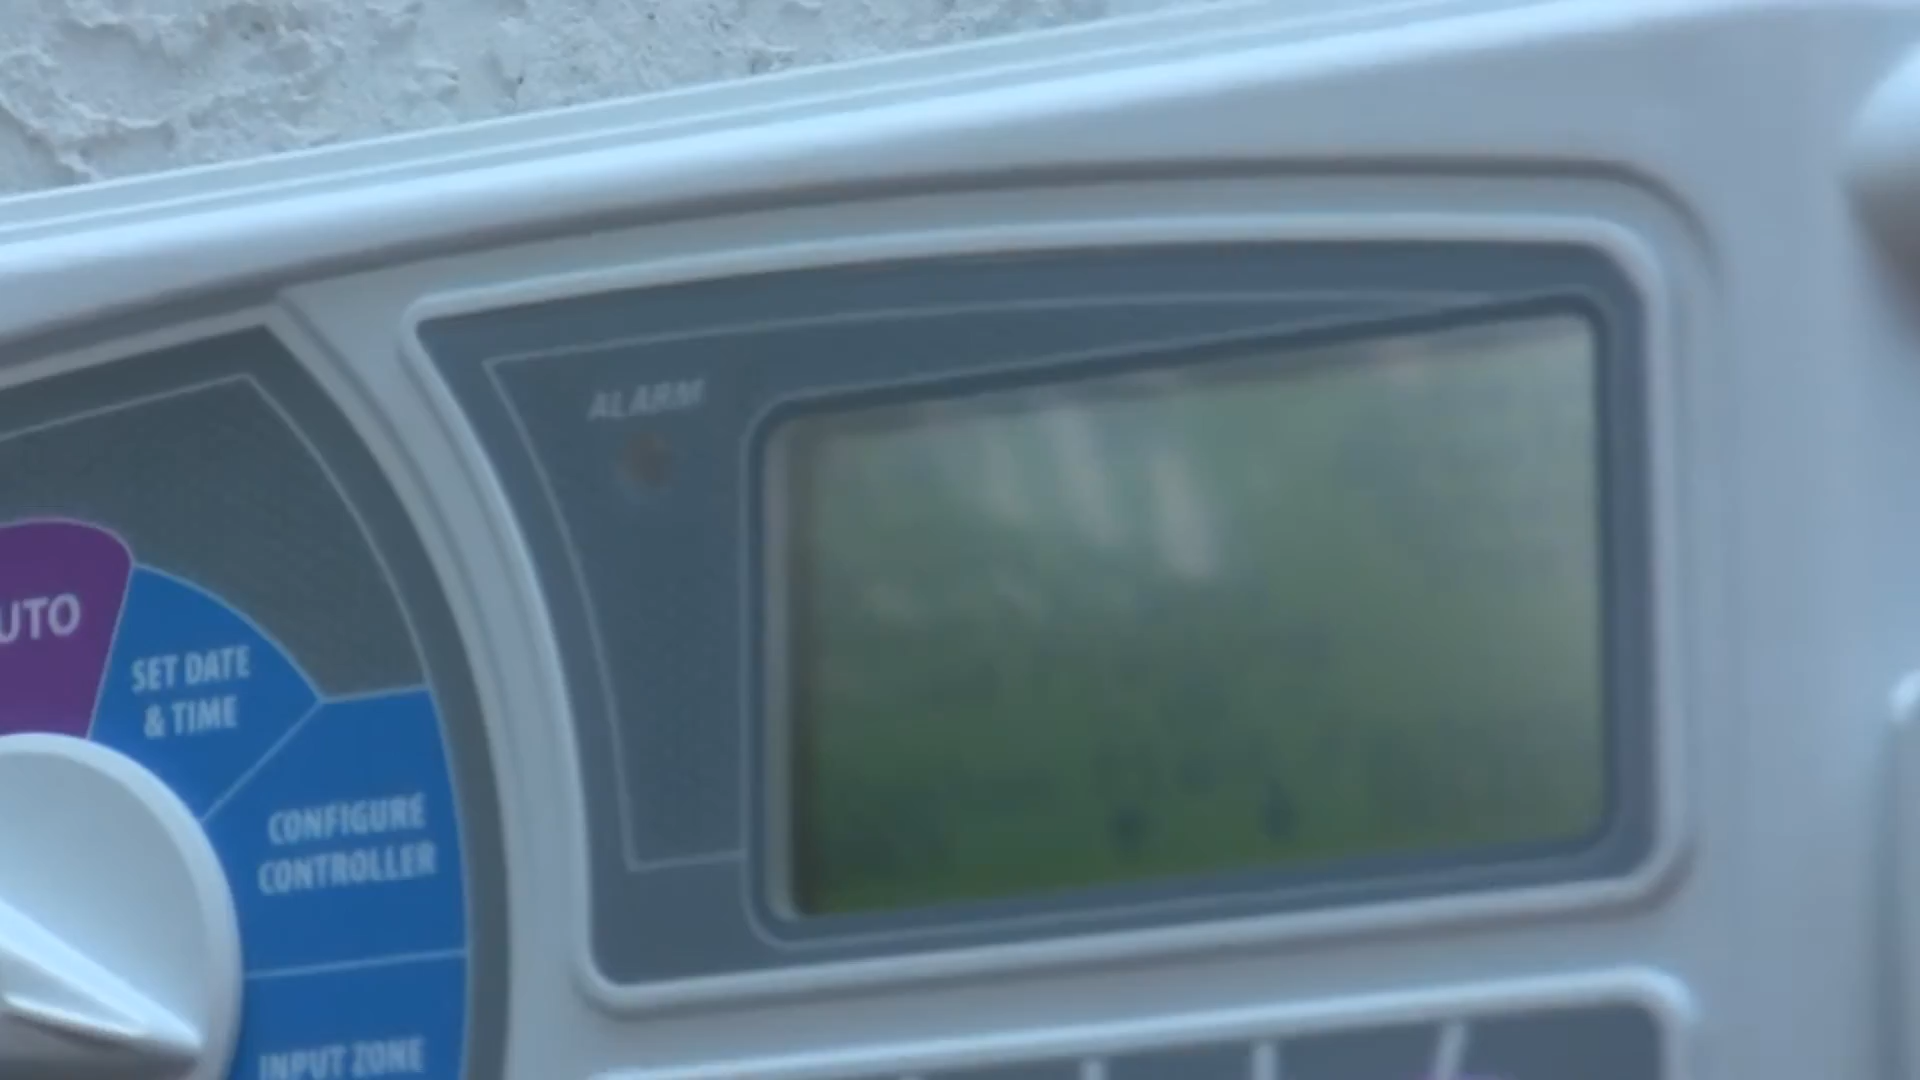 ALARM
UTO
SET DATE
& TIME
CONFIGURE
CONTROLLER
INPUT ZONE